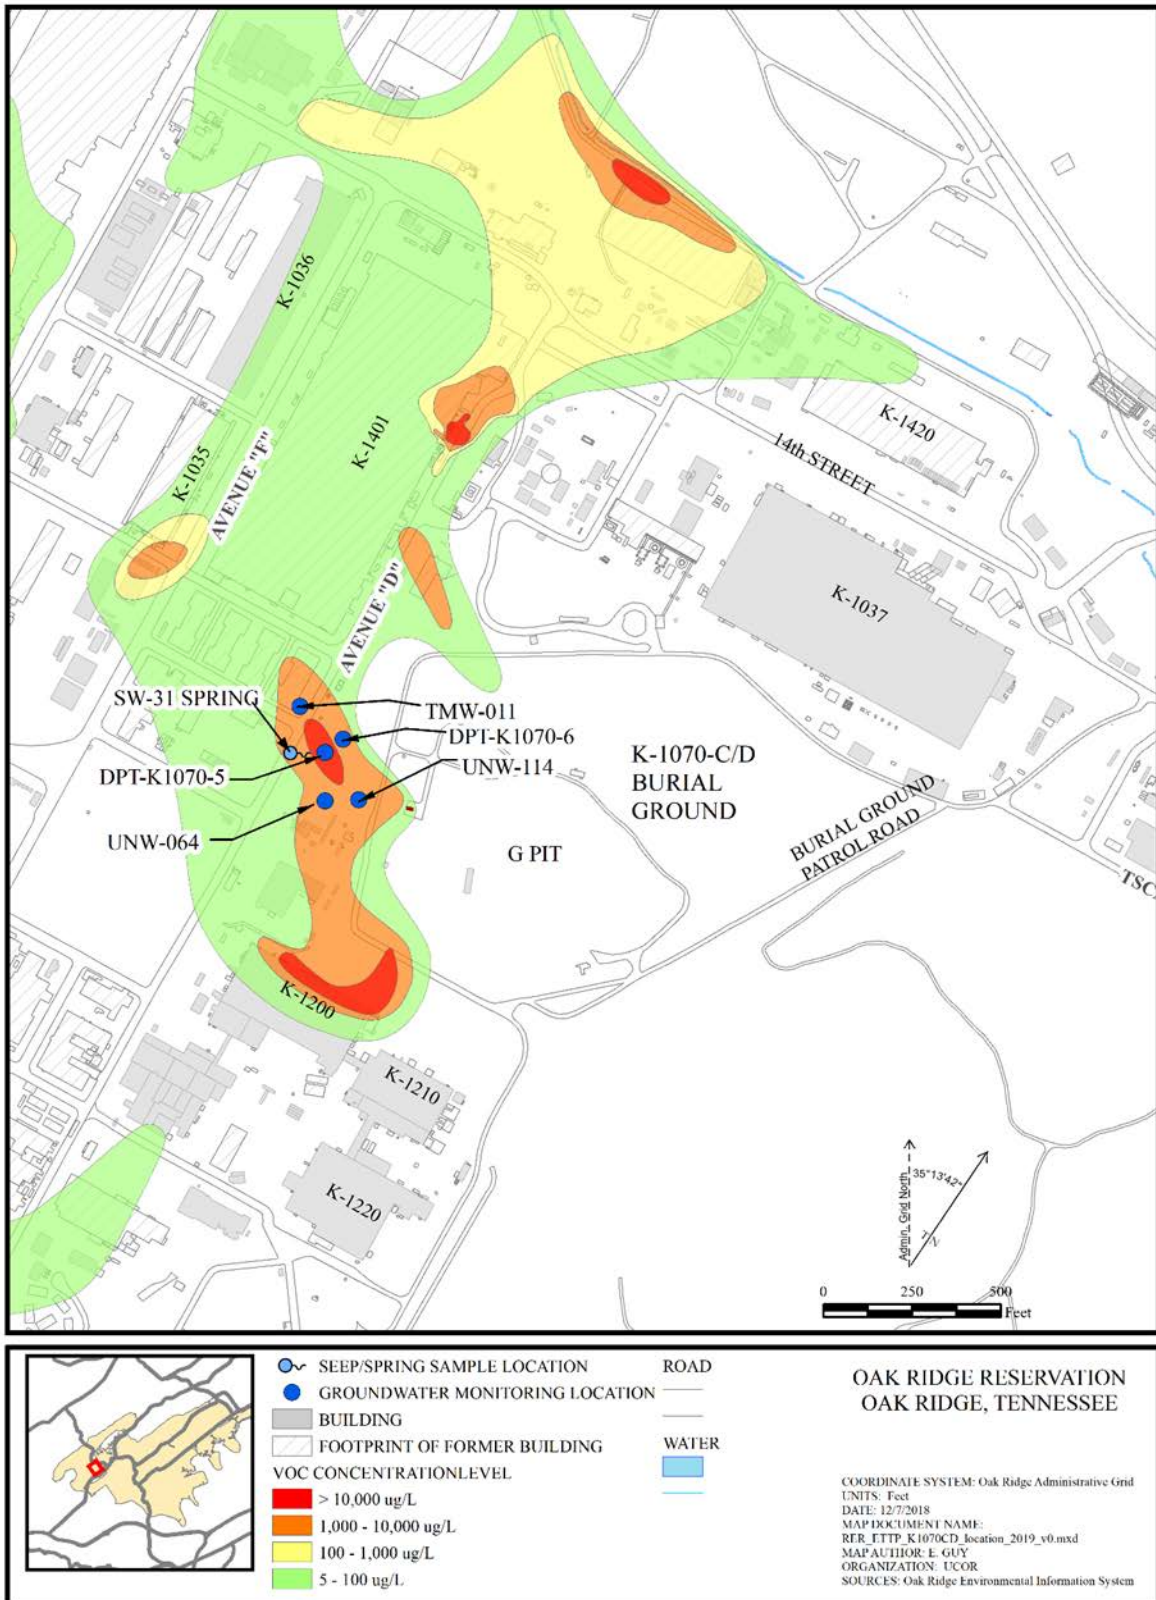 K-1036
K-1401
K-1035
AVENUE "F"
K-1420
14th STREET
K-1037
AVENUE "D"
SW-31 SPRING
TMW-011
DPT-K1070-6
DPT-K1070-5
UNW-114
UNW-064
K-1070-C/D
BURIAL
GROUND
G PIT
BURIAL GROUND
PATROL ROAD
TSC
K-1200
K-1210
K-1220
Admin. Grid North
35°13'42"
T N
0 250 500
Feet
SEEP/SPRING SAMPLE LOCATION
GROUNDWATER MONITORING LOCATION
BUILDING
FOOTPRINT OF FORMER BUILDING
VOC CONCENTRATIONLEVEL
> 10,000 ug/L
1,000 - 10,000 ug/L
100 - 1,000 ug/L
5 - 100 ug/L
ROAD
WATER
OAK RIDGE RESERVATION
OAK RIDGE, TENNESSEE
COORDINATE SYSTEM: Oak Ridge Administrative Grid
UNITS: Feet
DATE: 12/7/2018
MAP DOCUMENT NAME:
RER_ETTP_K1070CD_location_2019_v0.mxd
MAP AUTHOR: E. GUY
ORGANIZATION: UCOR
SOURCES: Oak Ridge Environmental Information System